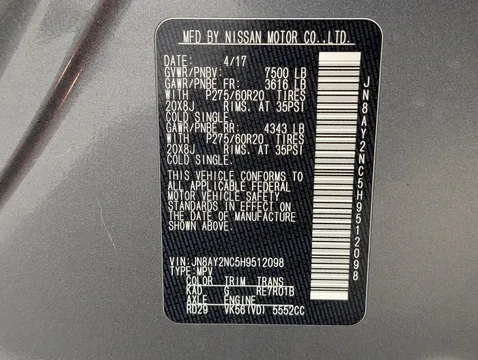 MFD BY NISSAN MOTOR CO., LTD.
DATE: 4/17
GVWR/PNBV: 7500 LB
GAWR/PNBE FR: 3616 LB
WITH P275/60R20 TIRES
20X8J RIMS. AT 35PSI
COLD SINGLE.
GAWR/PNBE RR: 4343 LB
WITH P275/60R20 TIRES
20X8J RIMS. AT 35PSI
COLD SINGLE.
THIS VEHICLE CONFORMS TO
ALL APPLICABLE FEDERAL
MOTOR VEHICLE SAFETY
STANDARDS IN EFFECT ON
THE DATE OF MANUFACTURE
SHOWN ABOVE.
VIN: JN8AY2NC5H9512098
TYPE: MPV
COLOR TRIM TRANS
KAD G RE7R01B
AXLE ENGINE
RD29 VK56(VD) 5552CC
JN8AY2NC5H9512098